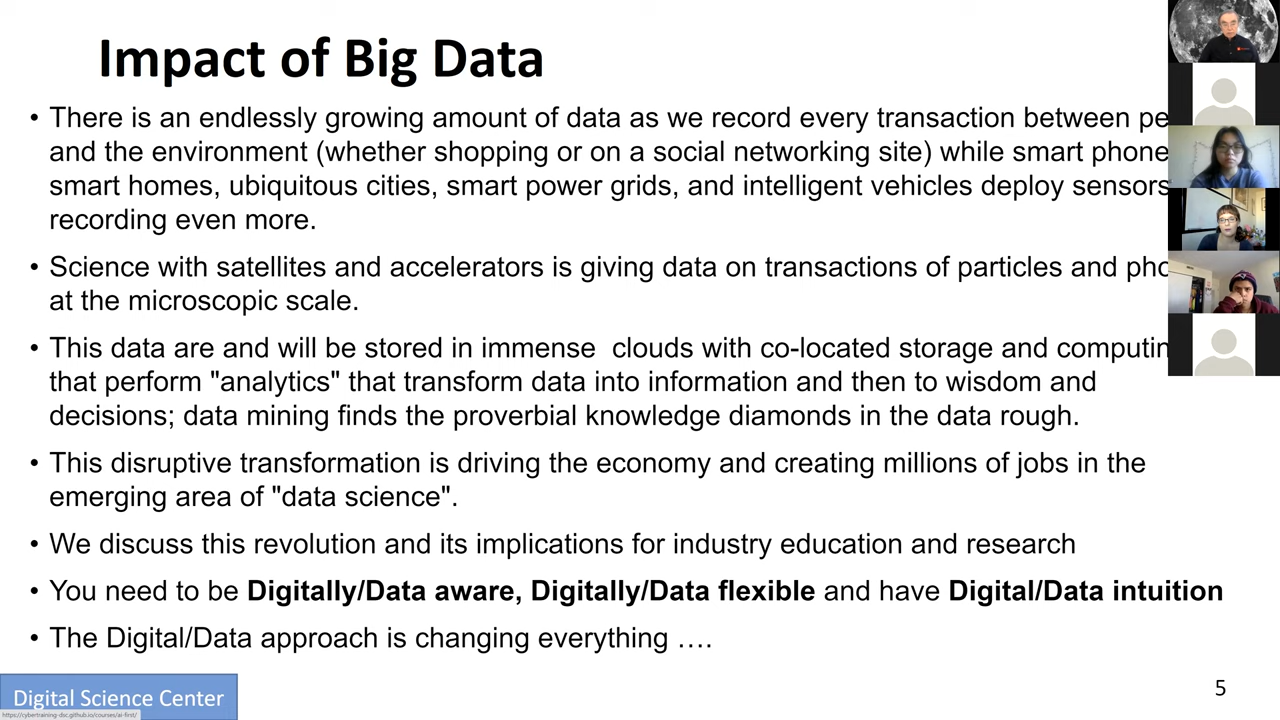 Impact of Big Data
• There is an endlessly growing amount of data as we record every transaction between
and the environment (whether shopping or on a social networking site) while smart phone
smart homes, ubiquitous cities, smart power grids, and intelligent vehicles deploy sensors
recording even more.
• Science with satellites and accelerators is giving data on transactions of particles and
at the microscopic scale.
• This data are and will be stored in immense  clouds with co-located storage and
that perform "analytics" that transform data into information and then to wisdom and
decisions; data mining finds the proverbial knowledge diamonds in the data rough.
• This disruptive transformation is driving the economy and creating millions of jobs in the
emerging area of "data science".
• We discuss this revolution and its implications for industry education and research
• You need to be Digitally/Data aware, Digitally/Data flexible and have Digital/Data intuition
• The Digital/Data approach is changing everything ….
Digital Science Center
https://cybertraining-dsc.github.io/courses/ai-first/
5